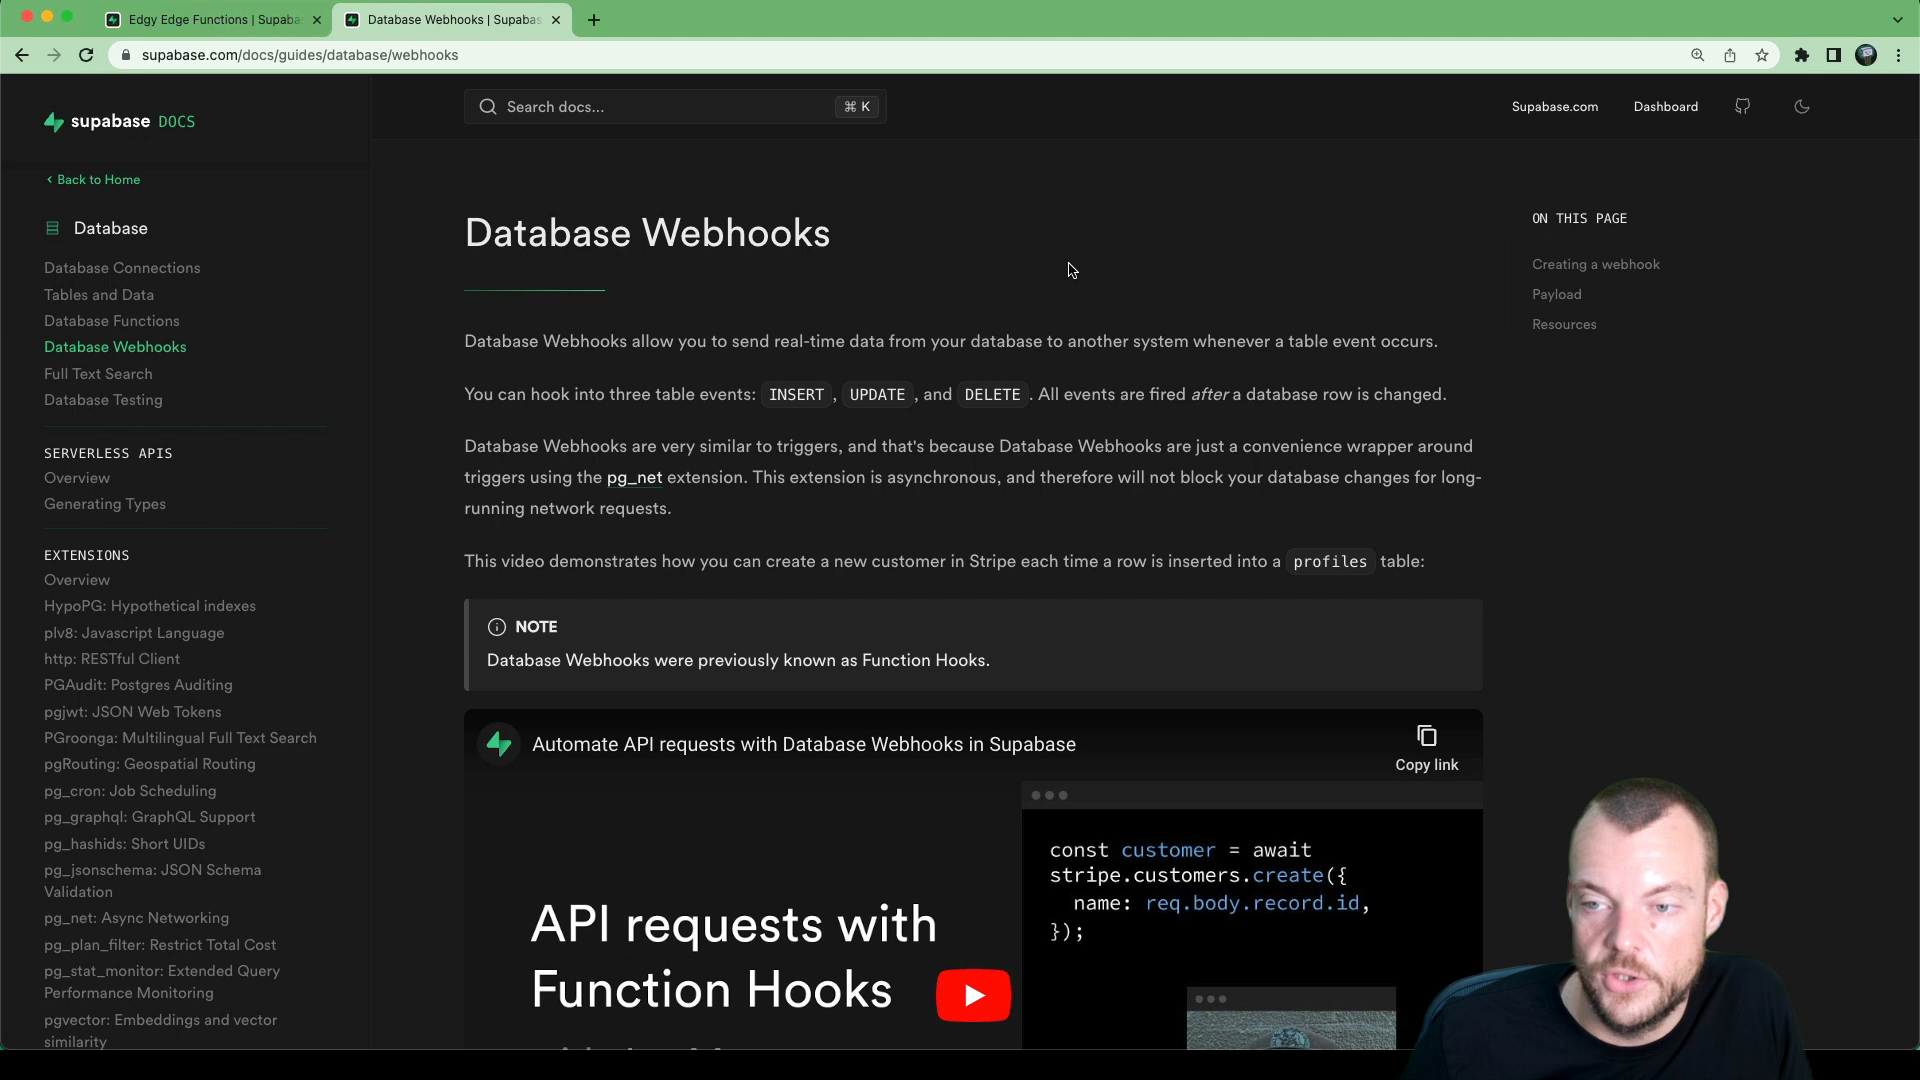 Edgy Edge Functions | Supaba
Database Webhooks | Supabas
supabase.com/docs/guides/database/webhooks
supabase DOCS
Search docs...
⌘ K
Supabase.com
Dashboard
Back to Home
Database
Database Connections
Tables and Data
Database Functions
Database Webhooks
Full Text Search
Database Testing
SERVERLESS APIS
Overview
Generating Types
EXTENSIONS
Overview
HypoPG: Hypothetical indexes
plv8: Javascript Language
http: RESTful Client
PGAudit: Postgres Auditing
pgjwt: JSON Web Tokens
PGroonga: Multilingual Full Text Search
pgRouting: Geospatial Routing
pg_cron: Job Scheduling
pg_graphql: GraphQL Support
pg_hashids: Short UIDs
pg_jsonschema: JSON Schema
Validation
pg_net: Async Networking
pg_plan_filter: Restrict Total Cost
pg_stat_monitor: Extended Query
Performance Monitoring
pgvector: Embeddings and vector
similarity
Database Webhooks
Database Webhooks allow you to send real-time data from your database to another system whenever a table event occurs.
You can hook into three table events: INSERT, UPDATE, and DELETE. All events are fired after a database row is changed.
Database Webhooks are very similar to triggers, and that's because Database Webhooks are just a convenience wrapper around
triggers using the pg_net extension. This extension is asynchronous, and therefore will not block your database changes for long-
running network requests.
This video demonstrates how you can create a new customer in Stripe each time a row is inserted into a profiles table:
NOTE
Database Webhooks were previously known as Function Hooks.
Automate API requests with Database Webhooks in Supabase
Copy link
API requests with
Function Hooks
const customer = await
stripe.customers.create({
name: req.body.record.id,
});
ON THIS PAGE
Creating a webhook
Payload
Resources